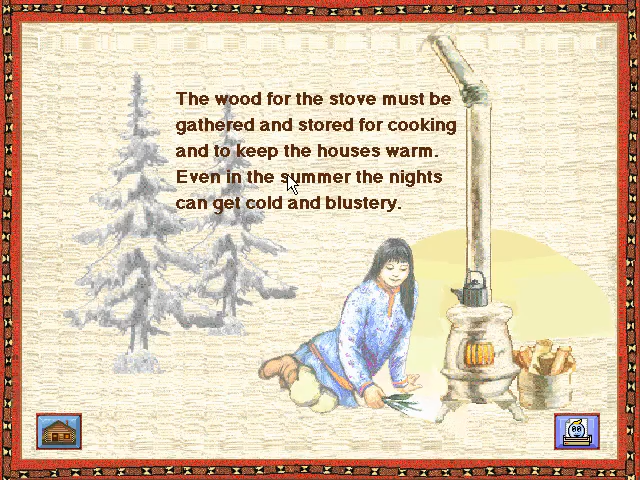 The wood for the stove must be
gathered and stored for cooking
and to keep the houses warm.
Even in the summer the nights
can get cold and blustery.